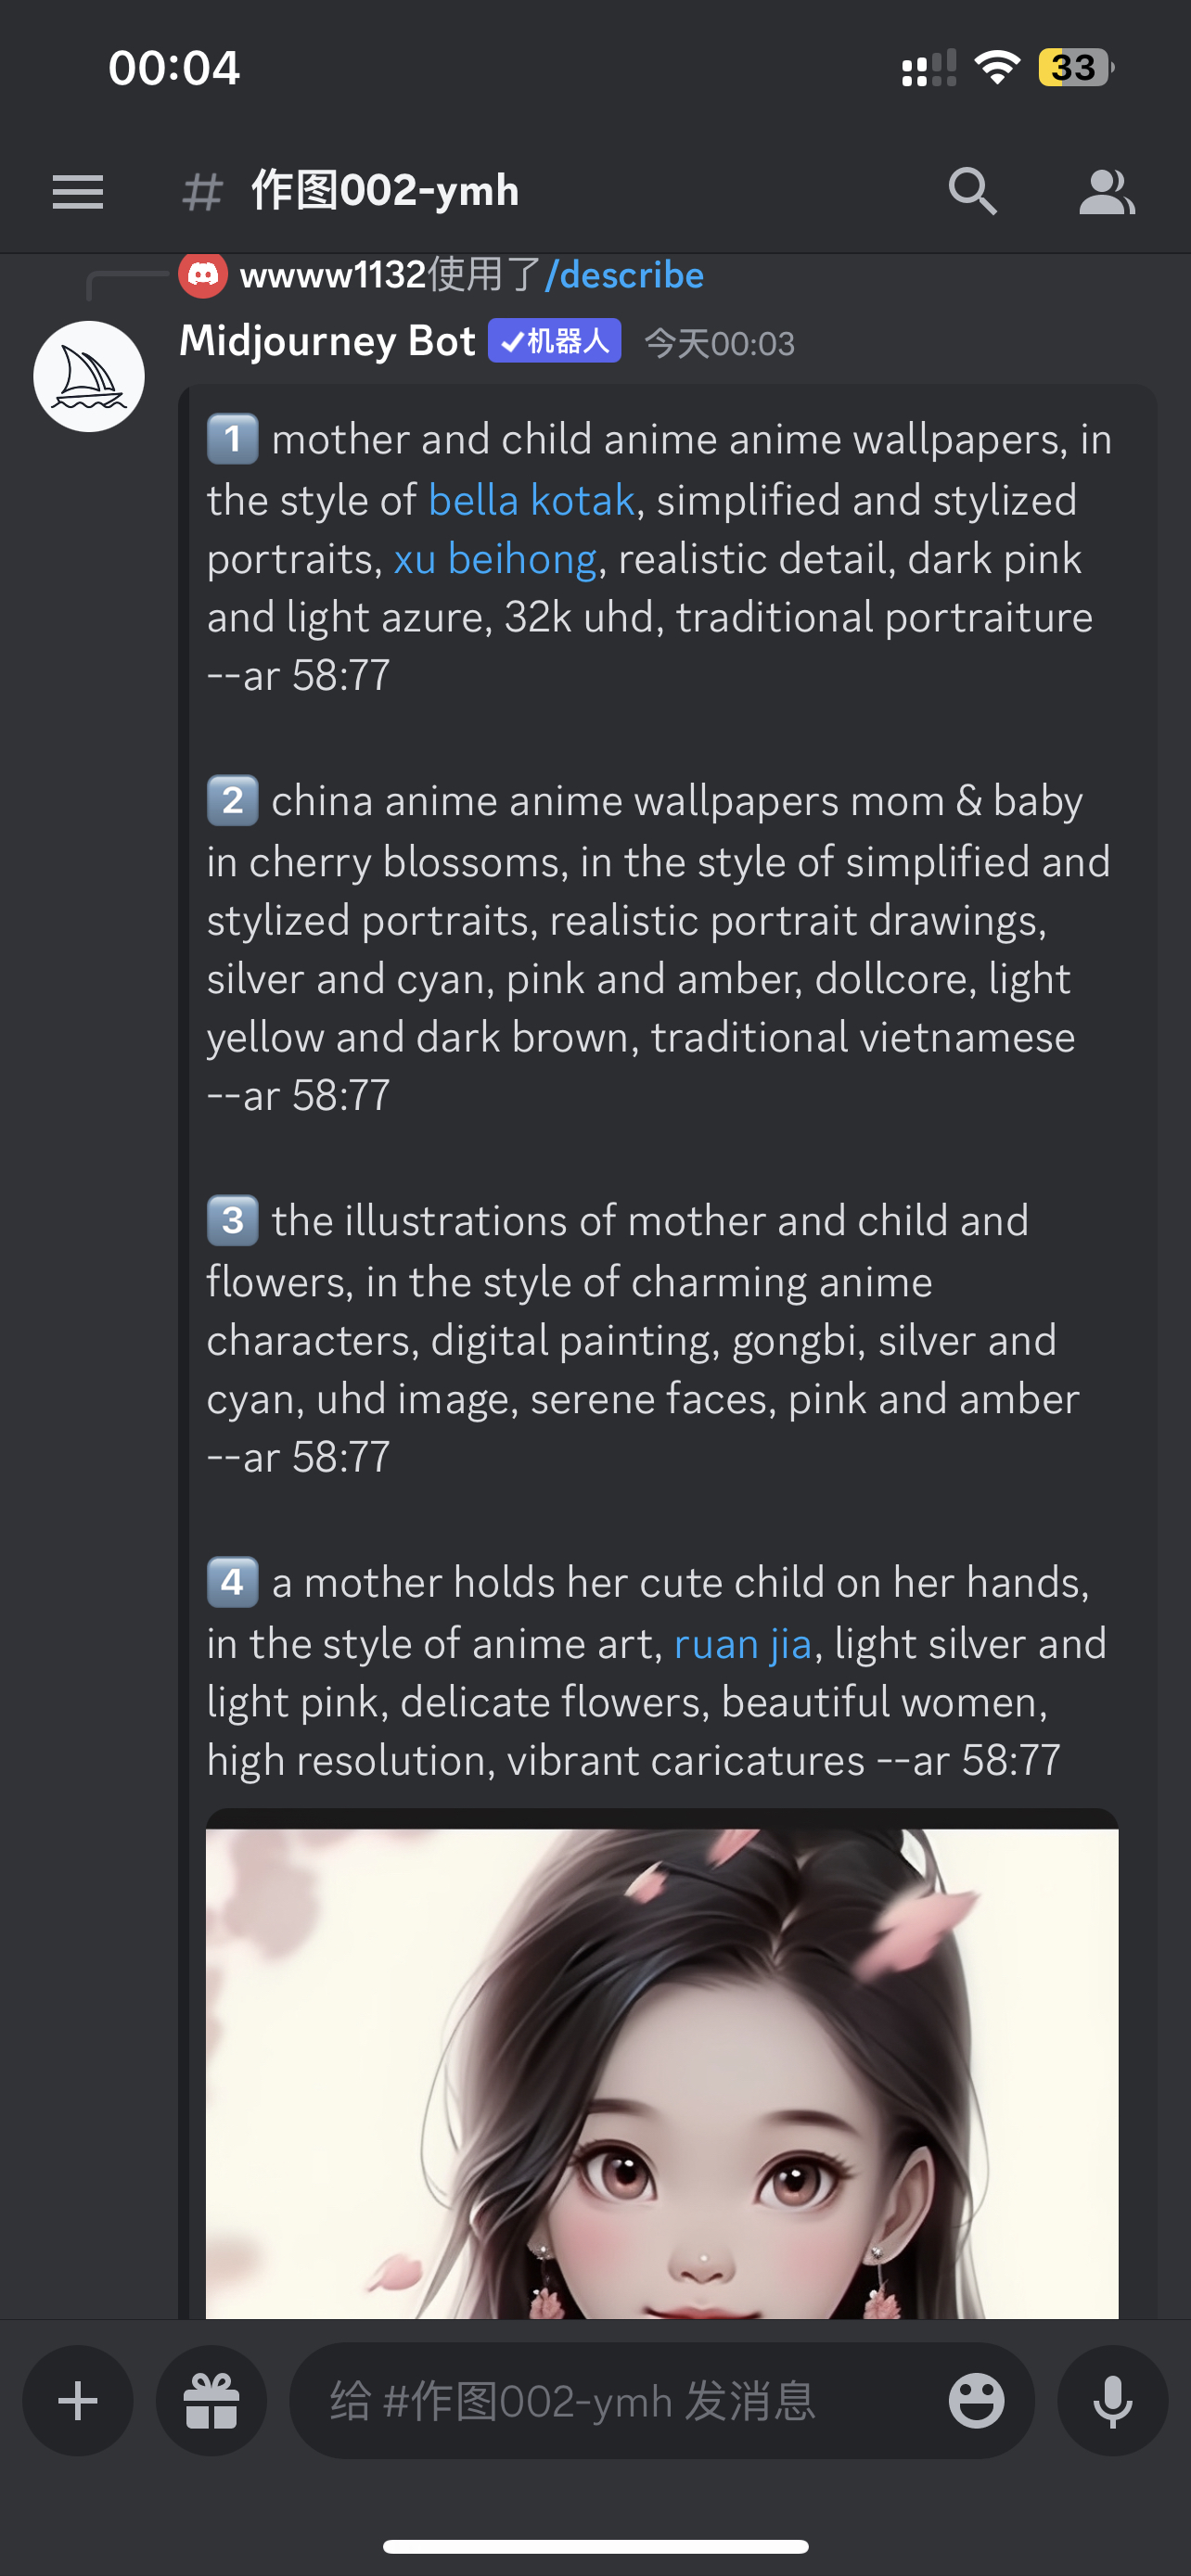 00:04
33
# 作图002-ymh
wwww1132使用了/describe
Midjourney Bot ✓机器人 今天00:03
1 mother and child anime anime wallpapers, in
the style of bella kotak, simplified and stylized
portraits, xu beihong, realistic detail, dark pink
and light azure, 32k uhd, traditional portraiture
--ar 58:77
2 china anime anime wallpapers mom & baby
in cherry blossoms, in the style of simplified and
stylized portraits, realistic portrait drawings,
silver and cyan, pink and amber, dollcore, light
yellow and dark brown, traditional vietnamese
--ar 58:77
3 the illustrations of mother and child and
flowers, in the style of charming anime
characters, digital painting, gongbi, silver and
cyan, uhd image, serene faces, pink and amber
--ar 58:77
4 a mother holds her cute child on her hands,
in the style of anime art, ruan jia, light silver and
light pink, delicate flowers, beautiful women,
high resolution, vibrant caricatures --ar 58:77
给 #作图002-ymh 发消息